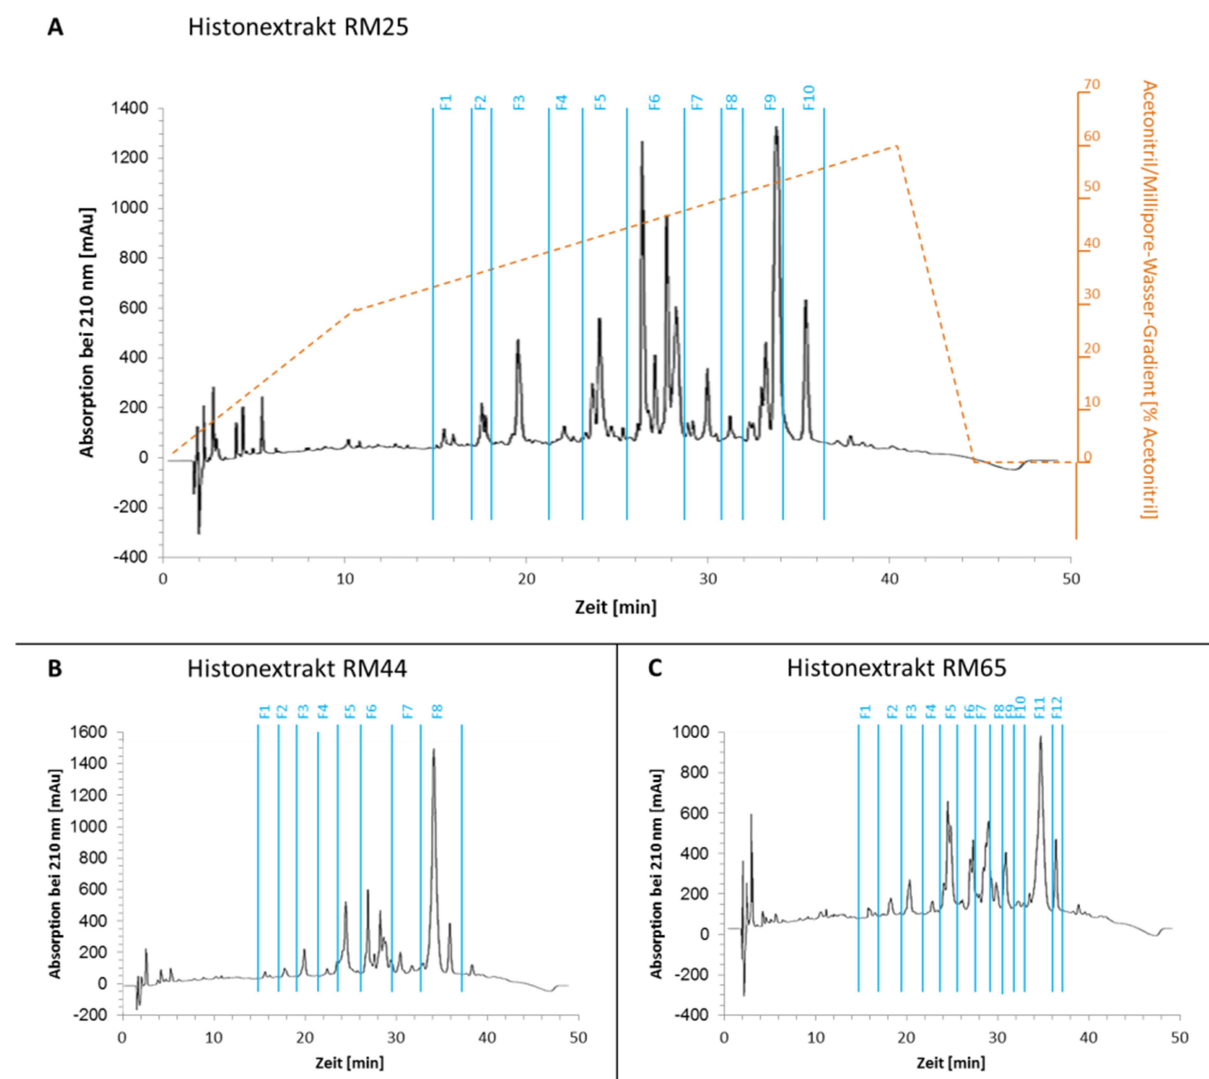 A Histonextrakt RM25
F1 F2 F3 F4 F5 F6 F7 F8 F9 F10
Absorption bei 210 nm [mAu]
1400
1200
1000
800
600
400
200
0
-200
-400
0 10 20 30 40 50
Zeit [min]
70
60
50
40
30
20
10
0
Acetonitril/Millipore-Wasser-Gradient [% Acetonitril]
B Histonextrakt RM44
F1 F2 F3 F4 F5 F6 F7 F8
Absorption bei 210 nm [mAu]
1600
1400
1200
1000
800
600
400
200
0
-200
0 10 20 30 40 50
Zeit [min]
C Histonextrakt RM65
F1 F2 F3 F4 F5 F6 F7 F8 F9 F10 F11 F12
Absorption bei 210 nm [mAu]
1000
800
600
400
200
0
-200
-400
0 10 20 30 40 50
Zeit [min]